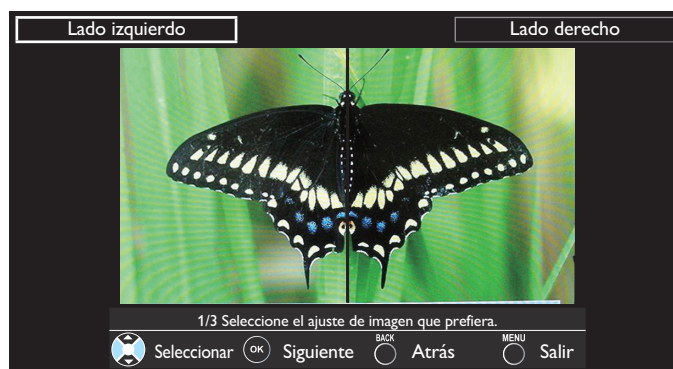 Lado izquierdo
Lado derecho
1/3 Seleccione el ajuste de imagen que prefiera.
Seleccionar OK Siguiente BACK Atrás MENU Salir